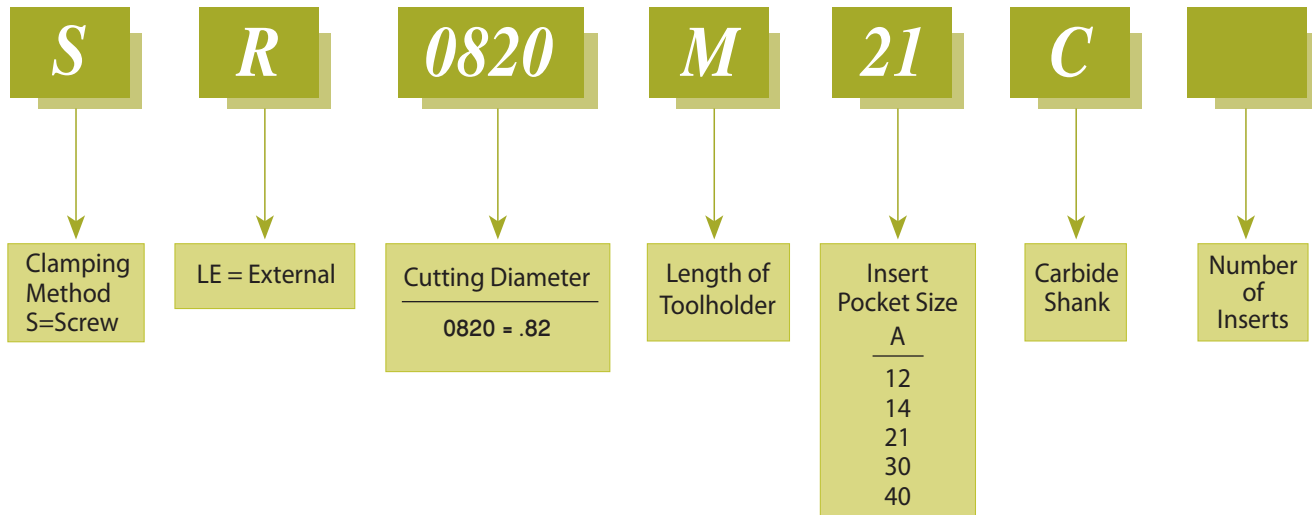 S R 0820 M 21 C
Clamping
Method
S=Screw
LE = External
Cutting Diameter
0820 = .82
Length of
Toolholder
Insert
Pocket Size
A
12
14
21
30
40
Carbide
Shank
Number
of
Inserts